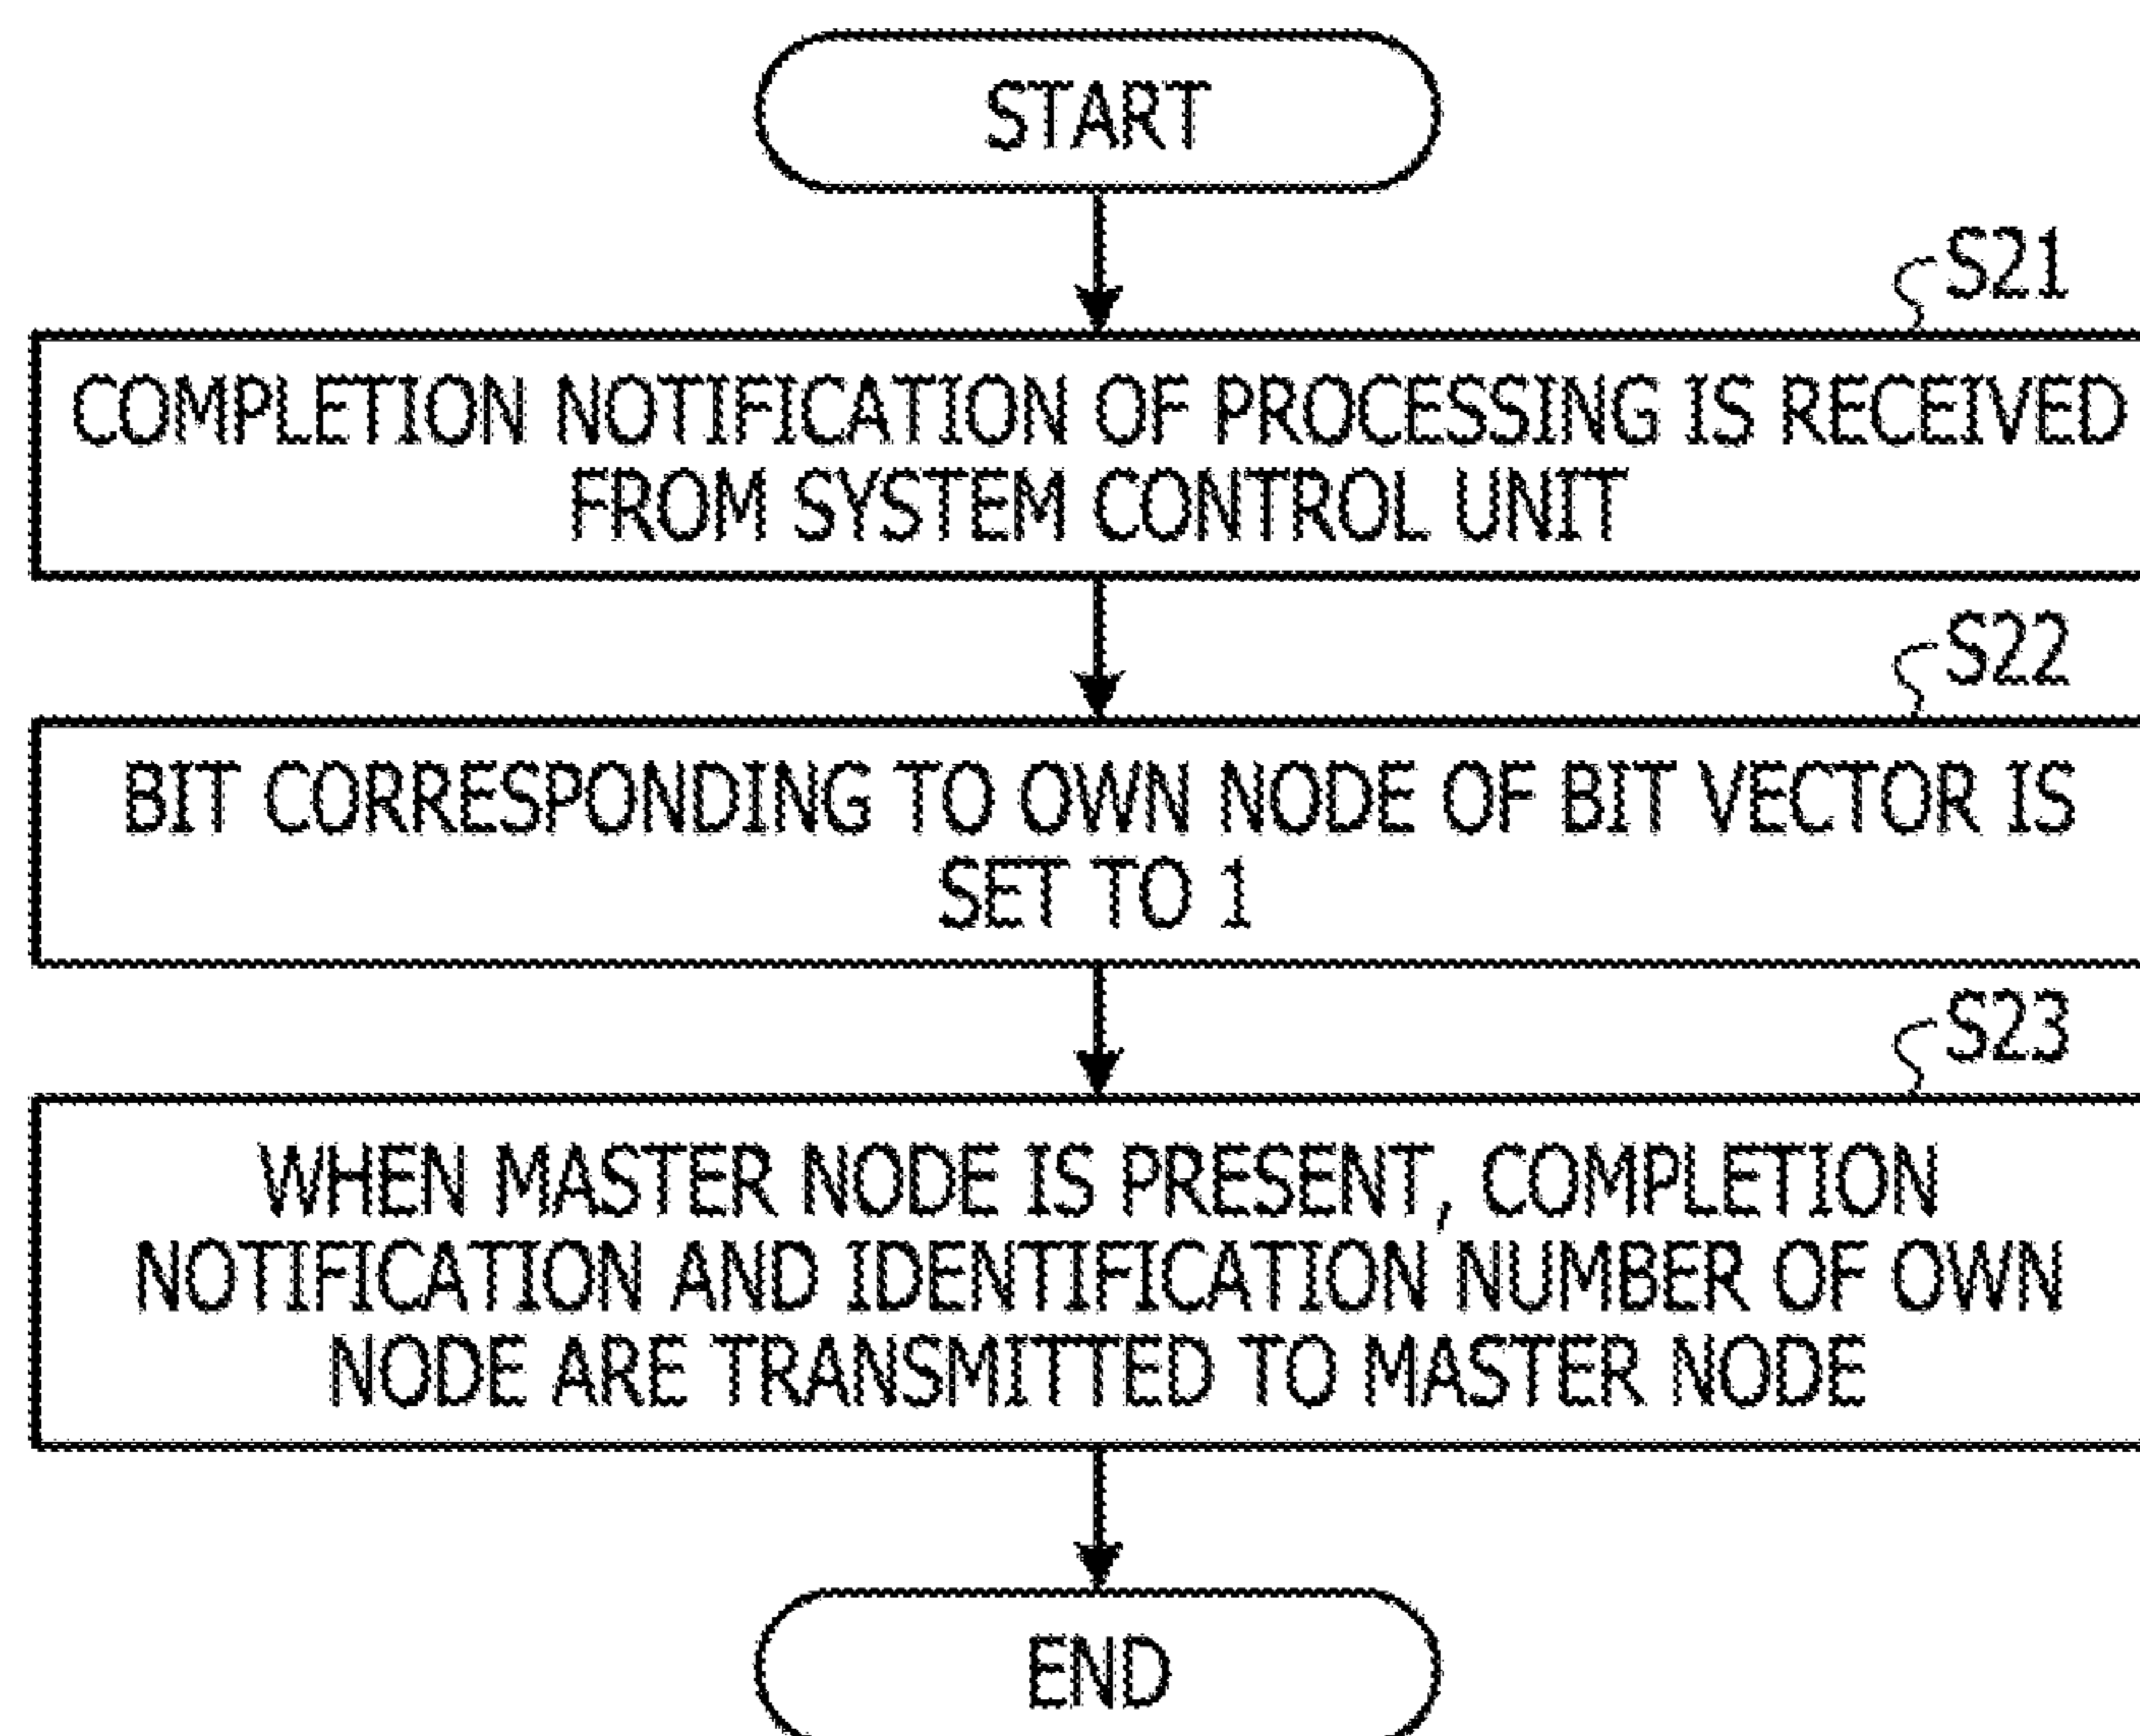 START
S21
COMPLETION NOTIFICATION OF PROCESSING IS RECEIVED
FROM SYSTEM CONTROL UNIT
S22
BIT CORRESPONDING TO OWN NODE OF BIT VECTOR IS
SET TO 1
S23
WHEN MASTER NODE IS PRESENT, COMPLETION
NOTIFICATION AND IDENTIFICATION NUMBER OF OWN
NODE ARE TRANSMITTED TO MASTER NODE
END